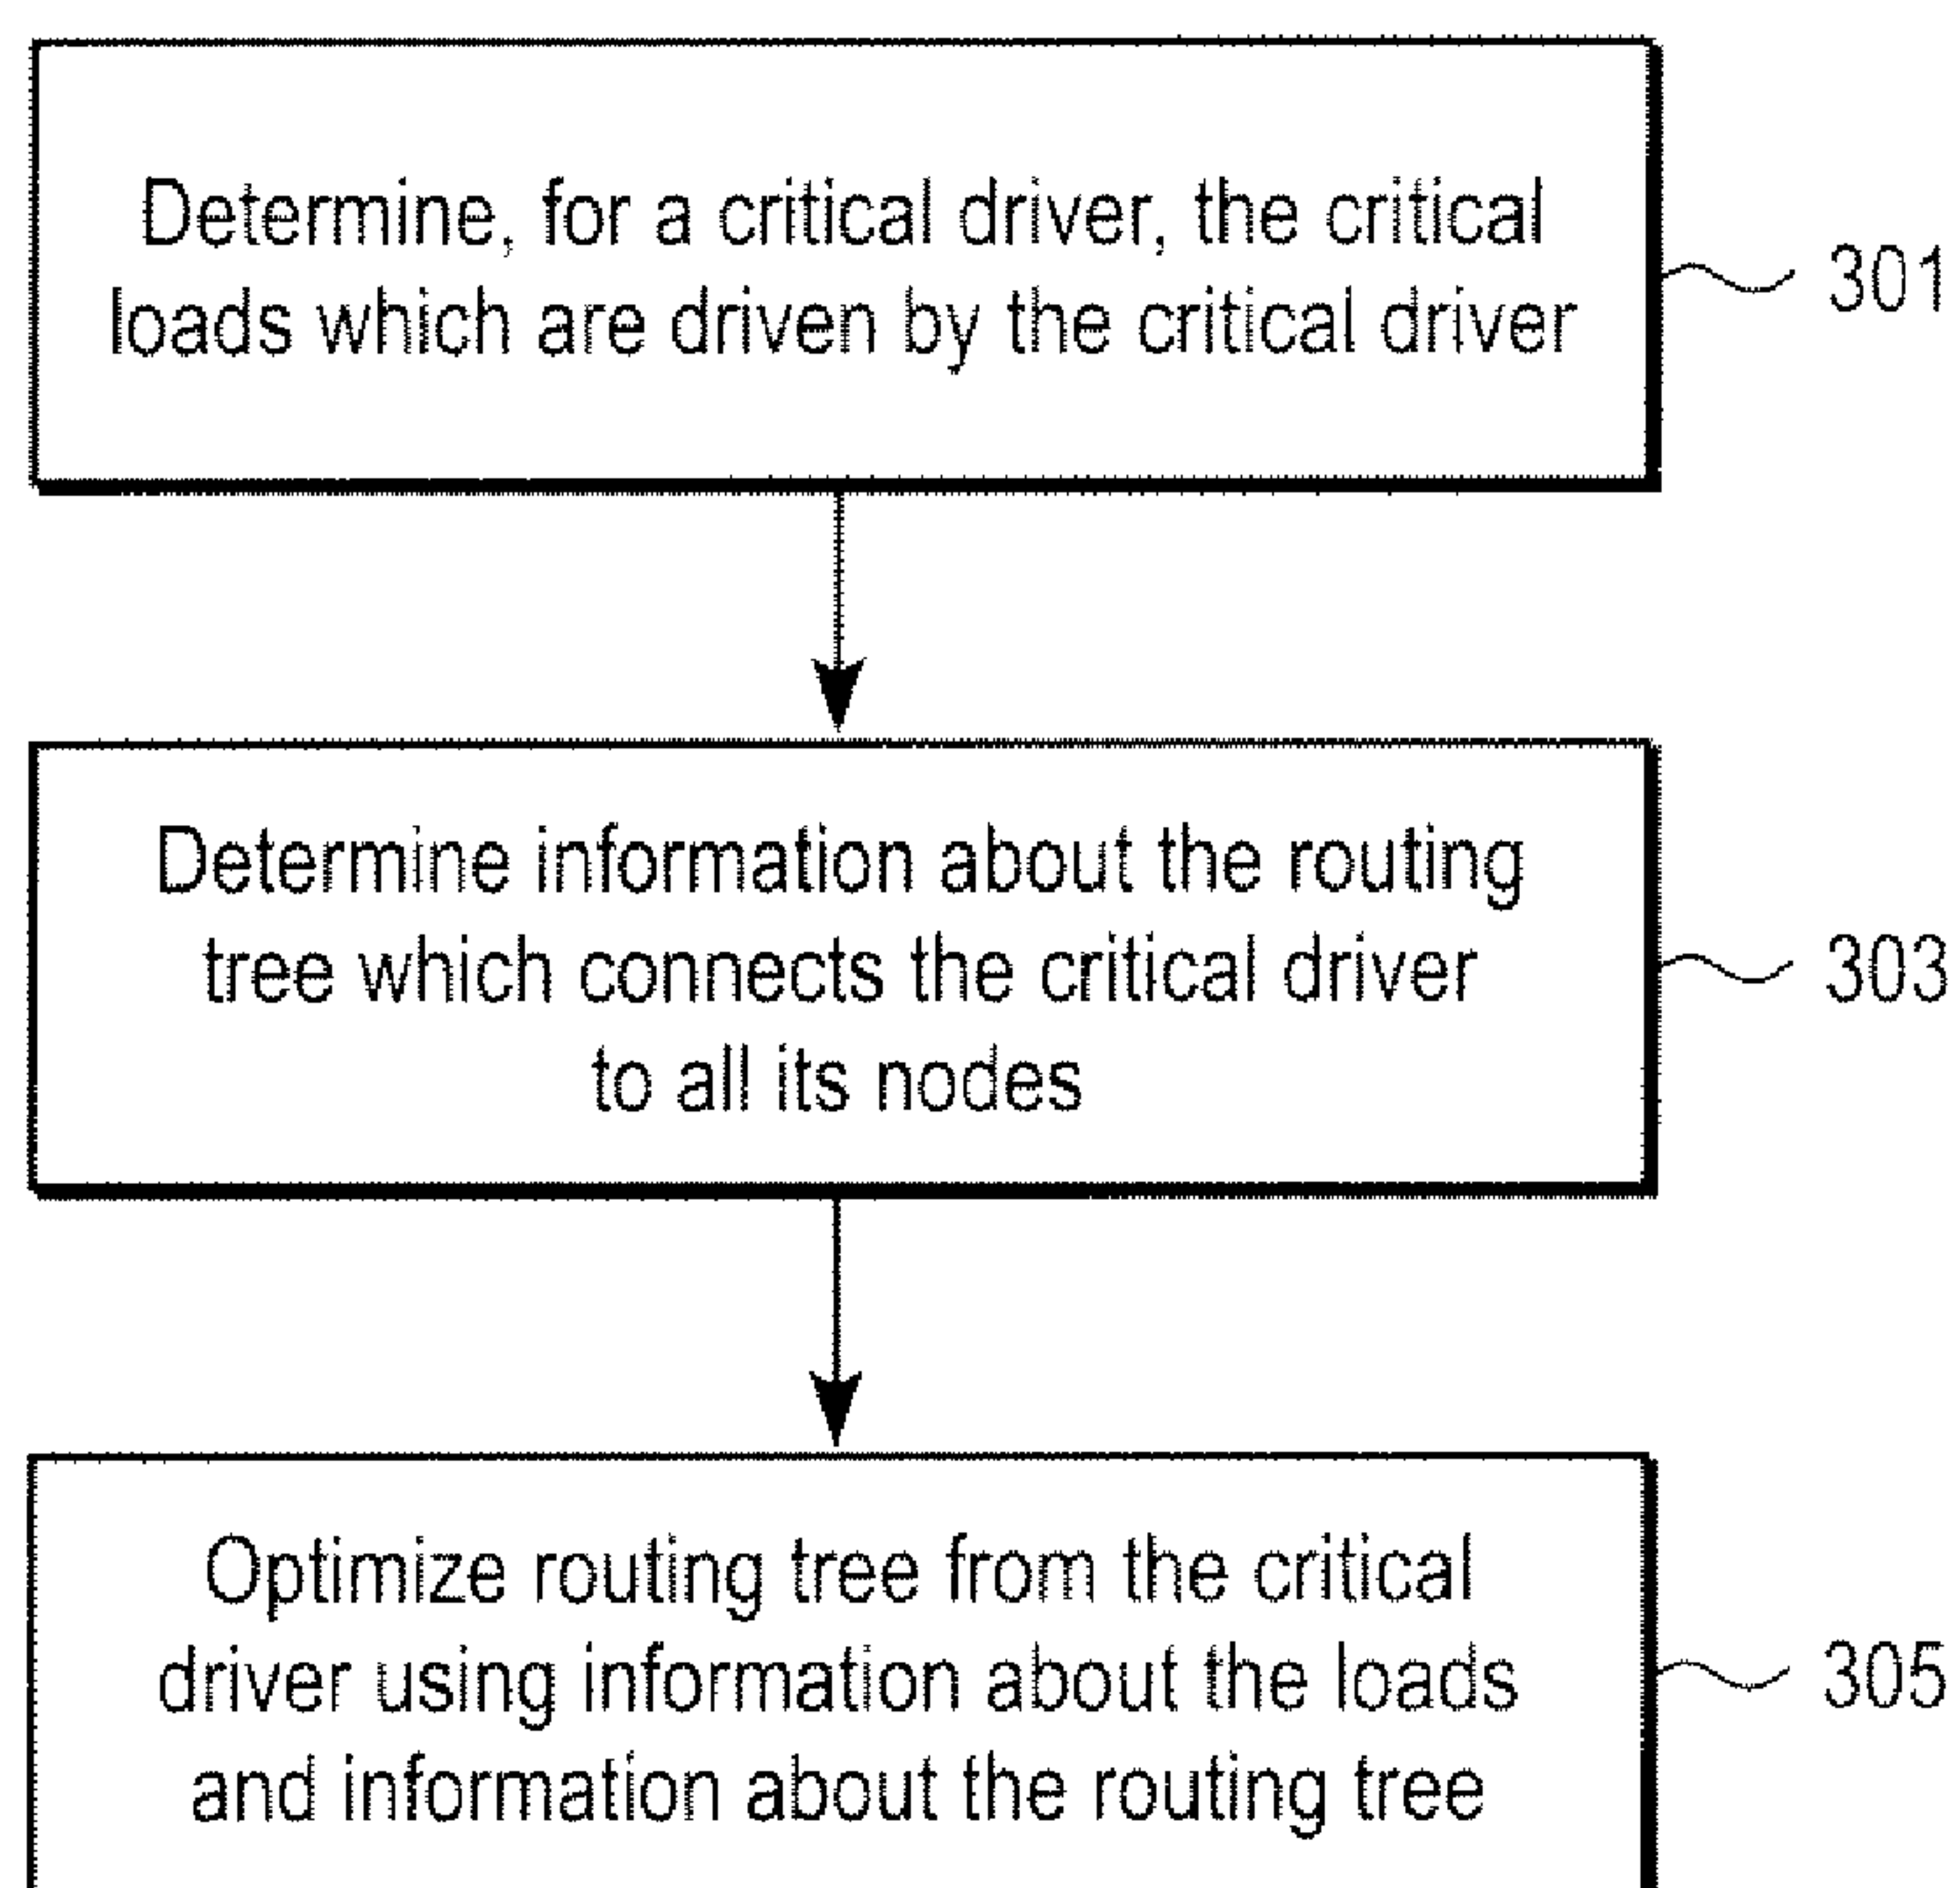 Determine, for a critical driver, the critical
loads which are driven by the critical driver
301
Determine information about the routing
tree which connects the critical driver
to all its nodes
303
Optimize routing tree from the critical
driver using information about the loads
and information about the routing tree
305